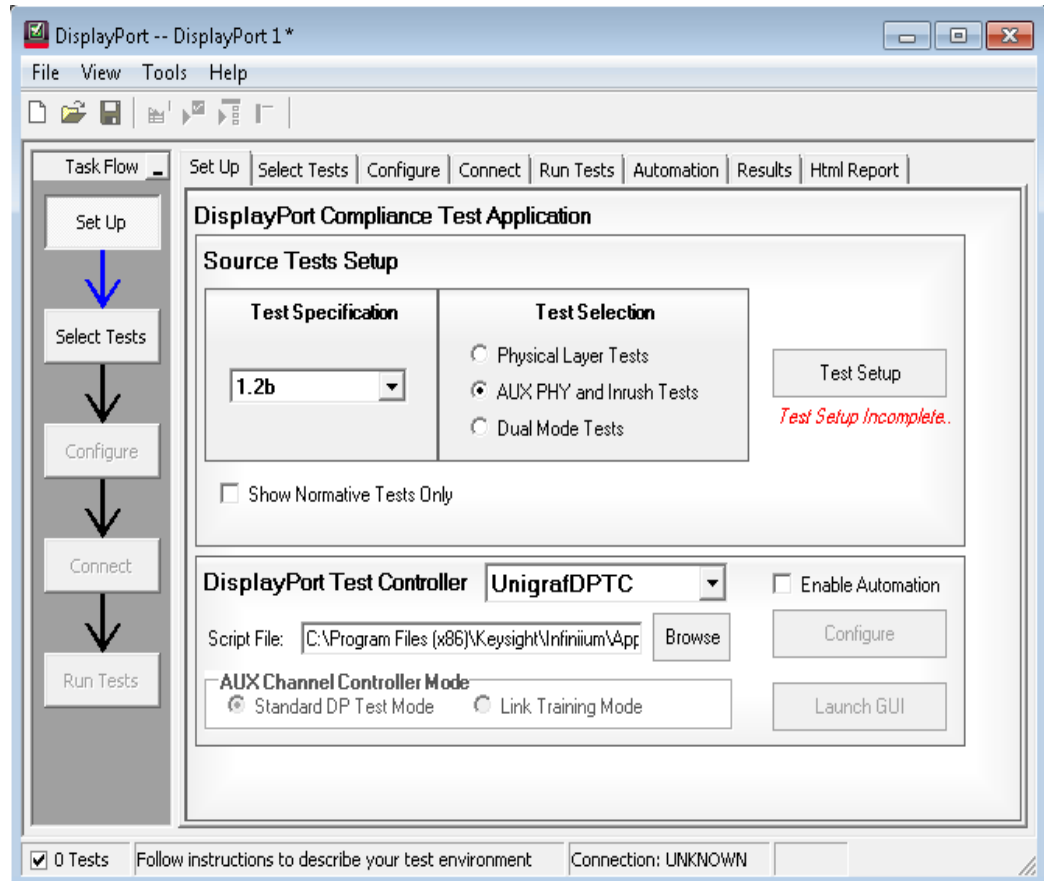 DisplayPort -- DisplayPort 1 *
File View Tools Help
Task Flow
Set Up
Select Tests
Configure
Connect
Run Tests
Set Up Select Tests Configure Connect Run Tests Automation Results Html Report
DisplayPort Compliance Test Application
Source Tests Setup
Test Specification
1.2b
Test Selection
Physical Layer Tests
AUX PHY and Inrush Tests
Dual Mode Tests
Test Setup
Test Setup Incomplete..
Show Normative Tests Only
DisplayPort Test Controller UnigrafDPTC Enable Automation
Script File: C:\Program Files (x86)\Keysight\Infiniium\App Browse Configure
AUX Channel Controller Mode
Standard DP Test Mode Link Training Mode Launch GUI
0 Tests Follow instructions to describe your test environment Connection: UNKNOWN